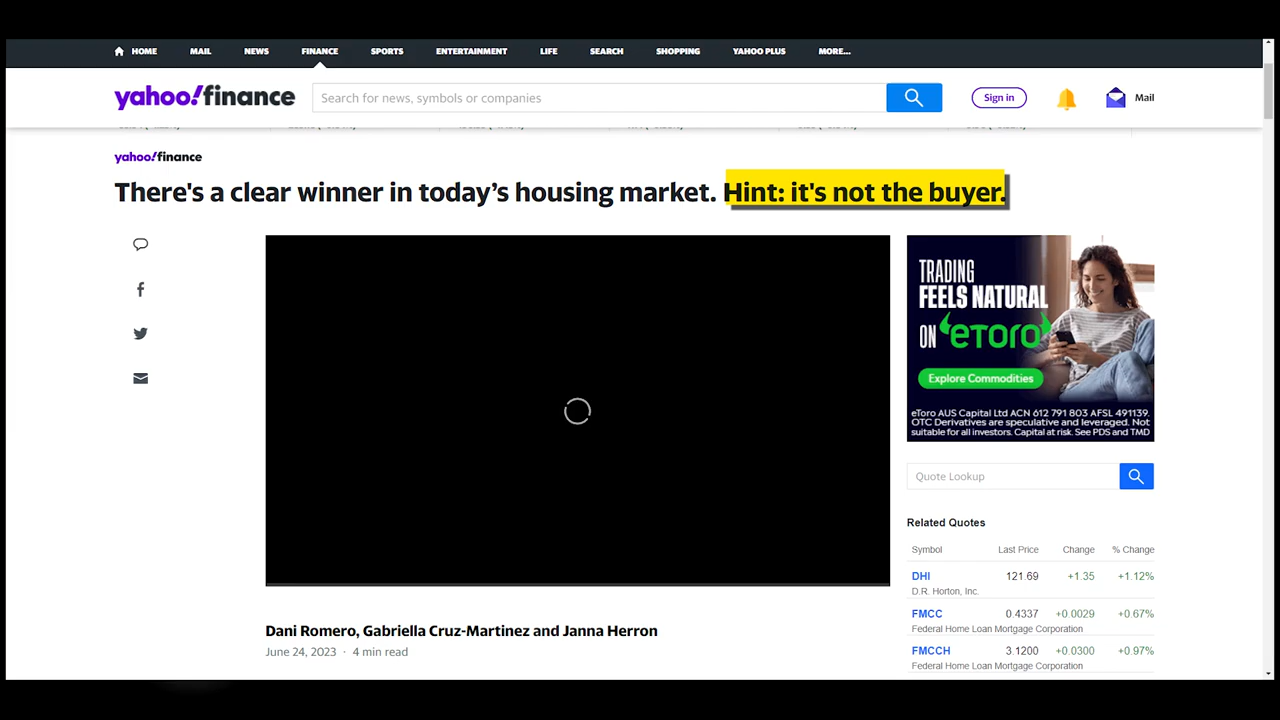 HOME MAIL NEWS FINANCE SPORTS ENTERTAINMENT LIFE SEARCH SHOPPING YAHOO PLUS MORE...
yahoo!finance Search for news, symbols or companies Sign in Mail
yahoo!finance
There's a clear winner in today’s housing market. Hint: it's not the buyer.
TRADING
FEELS NATURAL
ON eToro
Explore Commodities
eToro AUS Capital Ltd ACN 612 791 803 AFSL 491139.
OTC Derivatives are speculative and leveraged. Not
suitable for all investors. Capital at risk. See PDS and TMD
Quote Lookup
Related Quotes
Symbol Last Price Change % Change
DHI 121.69 +1.35 +1.12%
D.R. Horton, Inc.
FMCC 0.4337 +0.0029 +0.67%
Federal Home Loan Mortgage Corporation
FMCCH 3.1200 +0.0300 +0.97%
Federal Home Loan Mortgage Corporation
Dani Romero, Gabriella Cruz-Martinez and Janna Herron
June 24, 2023 · 4 min read